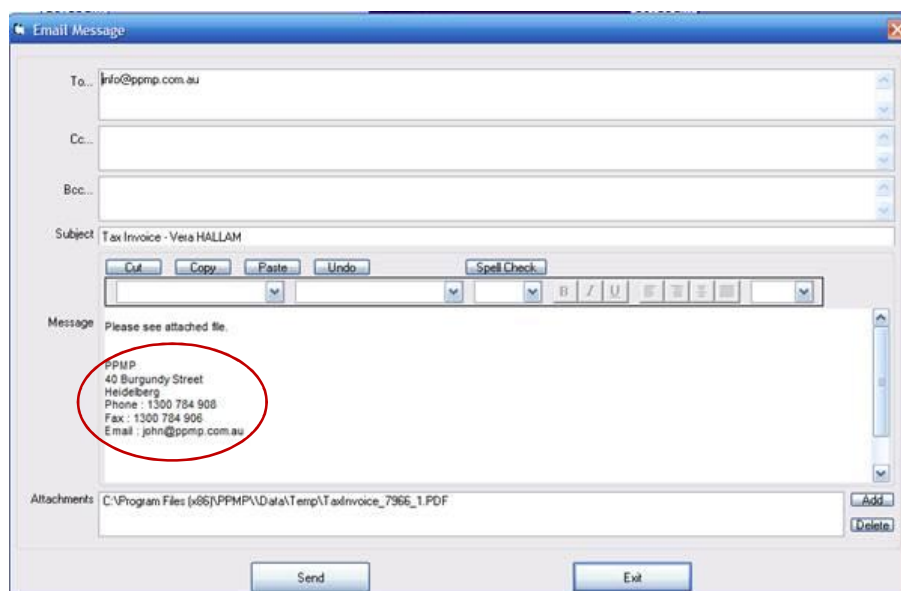 Email Message
To... info@ppmp.com.au
Cc...
Bcc...
Subject Tax Invoice - Vera HALLAM
Cut Copy Paste Undo Spell Check
B I U
Message Please see attached file.
PPMP
40 Burgundy Street
Heidelberg
Phone : 1300 784 908
Fax : 1300 784 906
Email : john@ppmp.com.au
Attachments C:\Program Files (x86)\PPMP\\Data\Temp\TaxInvoice_7966_1.PDF Add
Delete
Send Exit